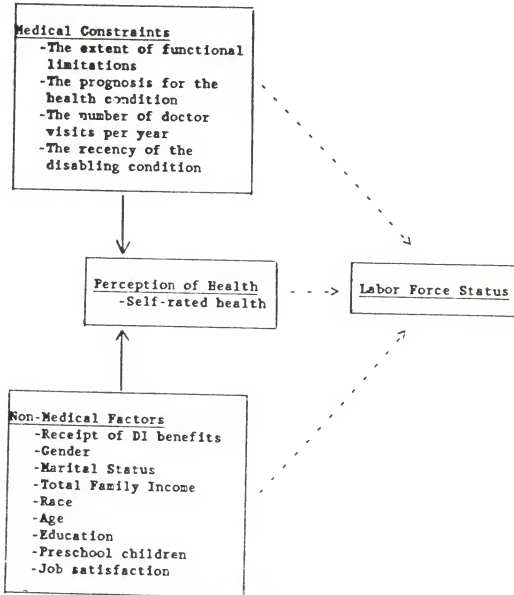 Medical Constraints
-The extent of functional
limitations
-The prognosis for the
health condition
-The number of doctor
visits per year
-The recency of the
disabling condition
Perception of Health
-Self-rated health
Labor Force Status
Non-Medical Factors
-Receipt of DI benefits
-Gender
-Marital Status
-Total Family Income
-Race
-Age
-Education
-Preschool children
-Job satisfaction